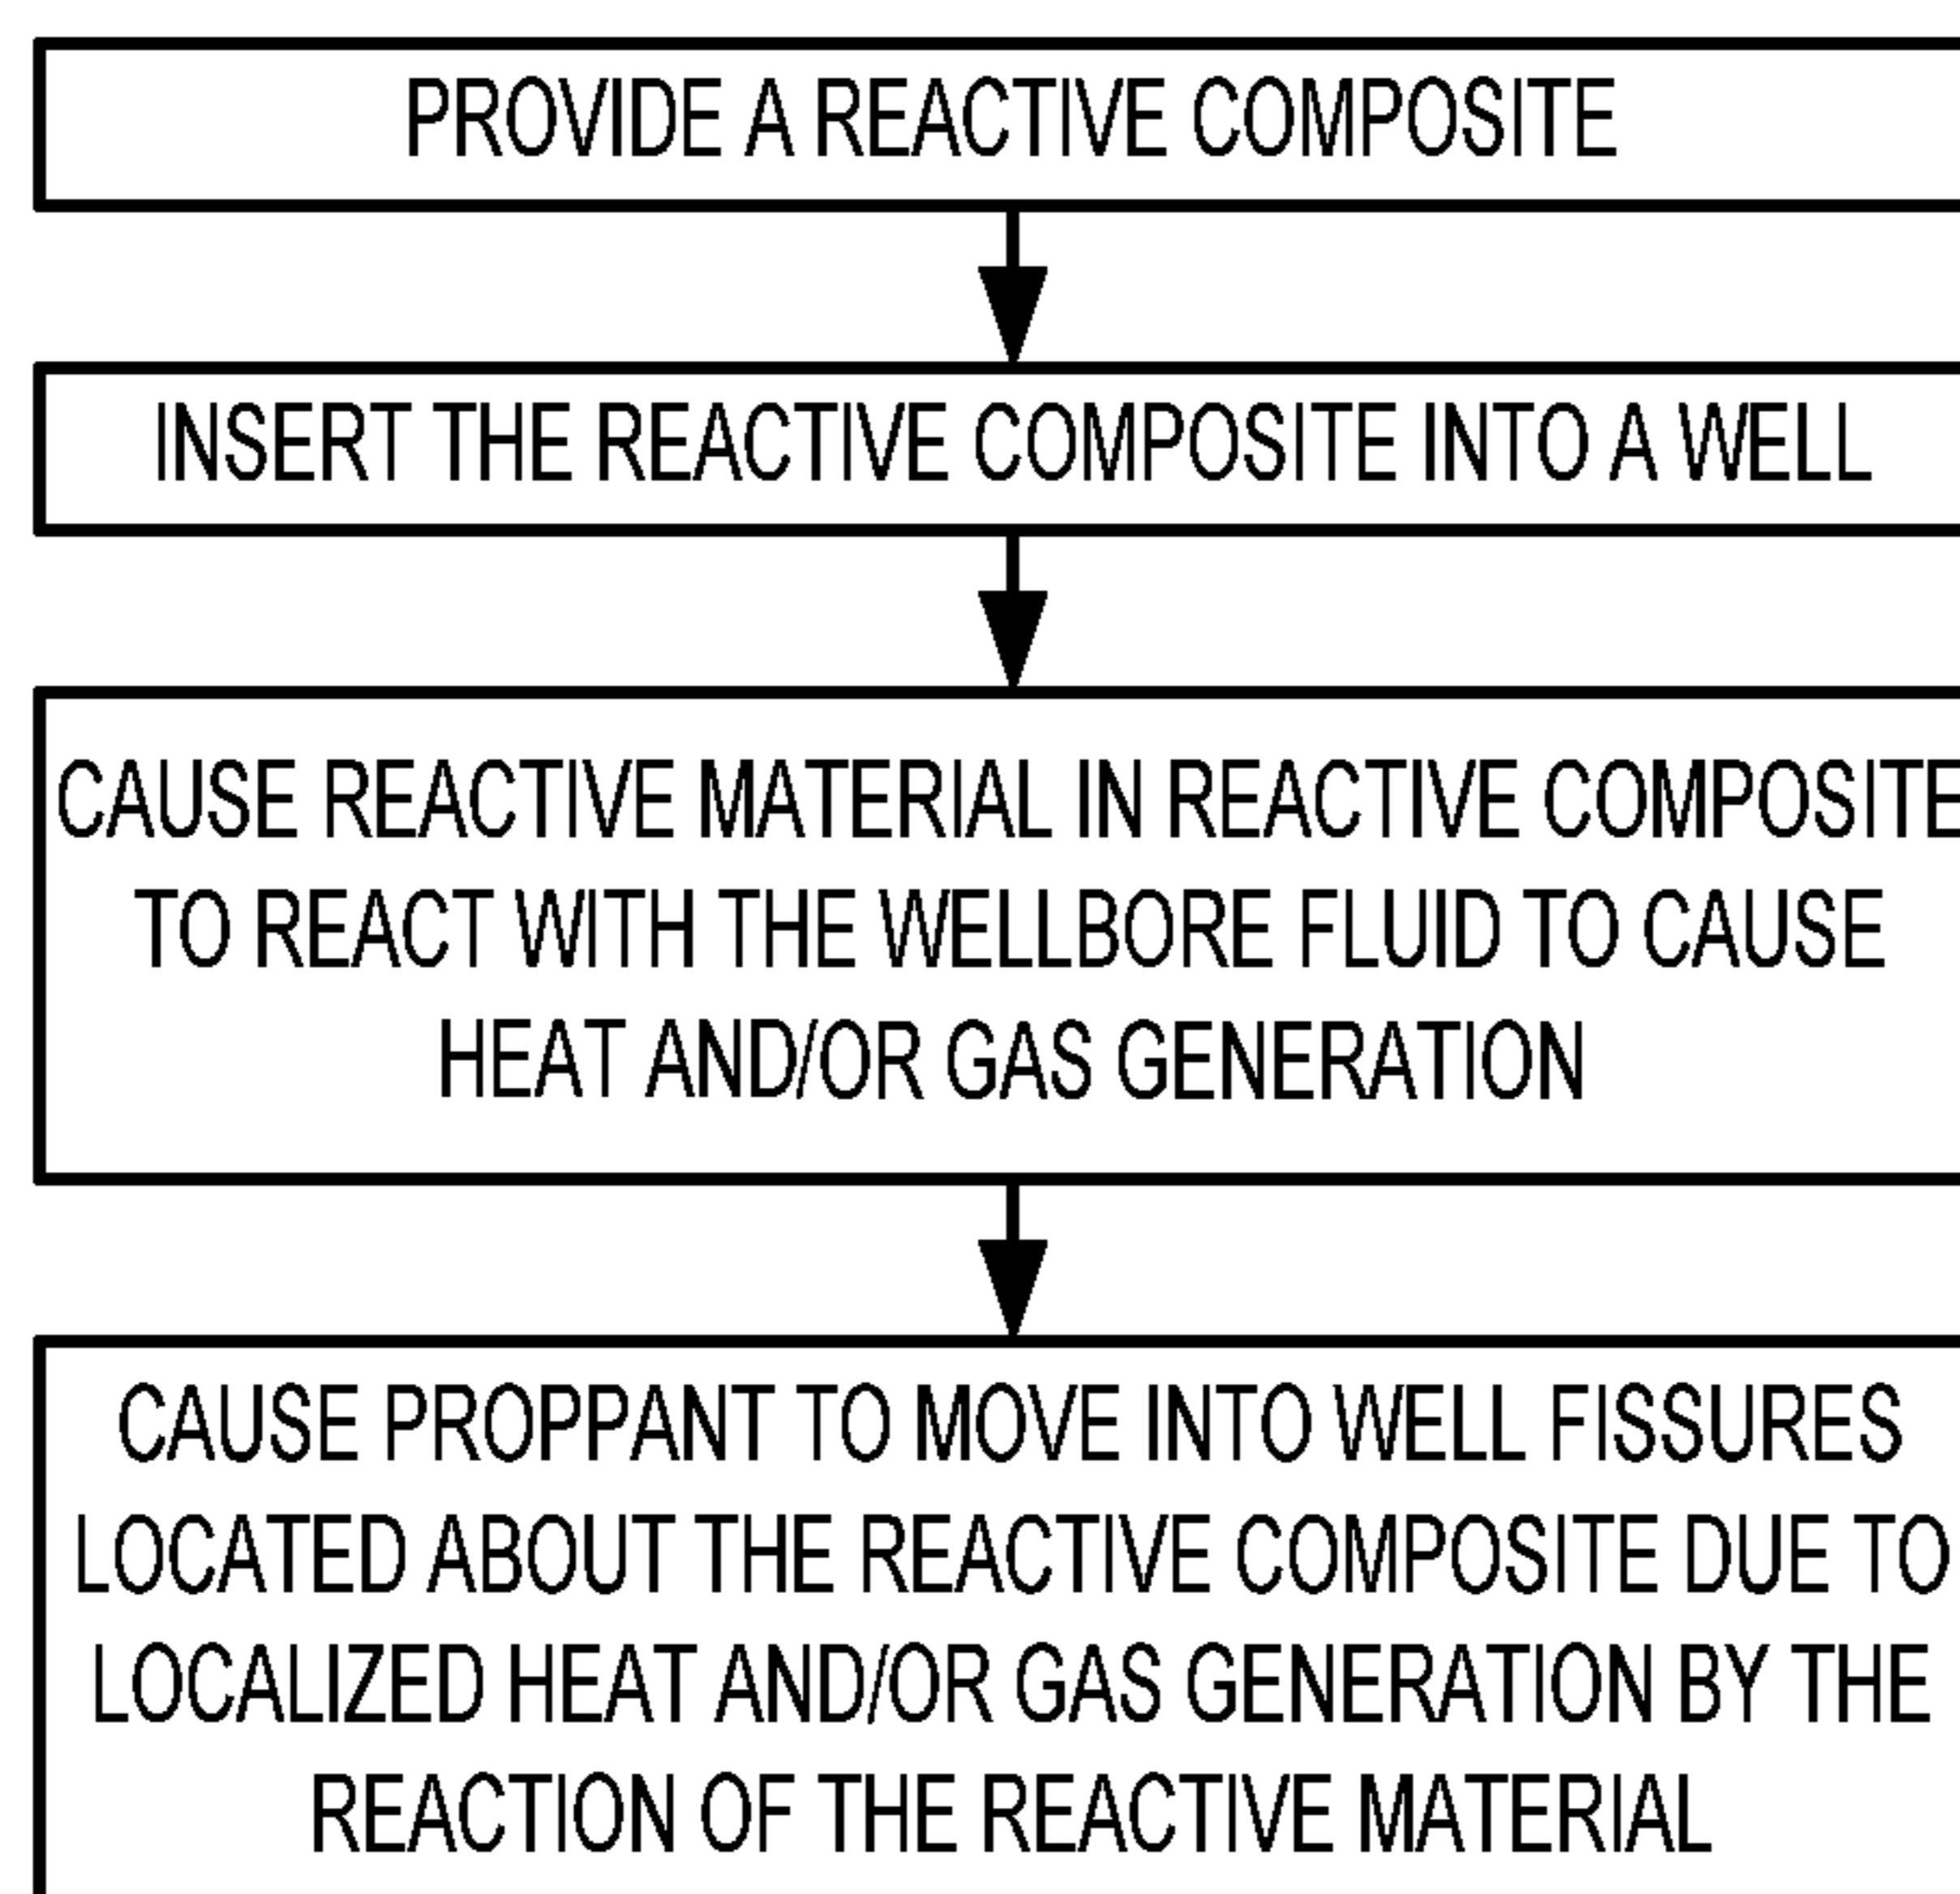 PROVIDE A REACTIVE COMPOSITE
INSERT THE REACTIVE COMPOSITE INTO A WELL
CAUSE REACTIVE MATERIAL IN REACTIVE COMPOSITE
TO REACT WITH THE WELLBORE FLUID TO CAUSE
HEAT AND/OR GAS GENERATION
CAUSE PROPPANT TO MOVE INTO WELL FISSURES
LOCATED ABOUT THE REACTIVE COMPOSITE DUE TO
LOCALIZED HEAT AND/OR GAS GENERATION BY THE
REACTION OF THE REACTIVE MATERIAL